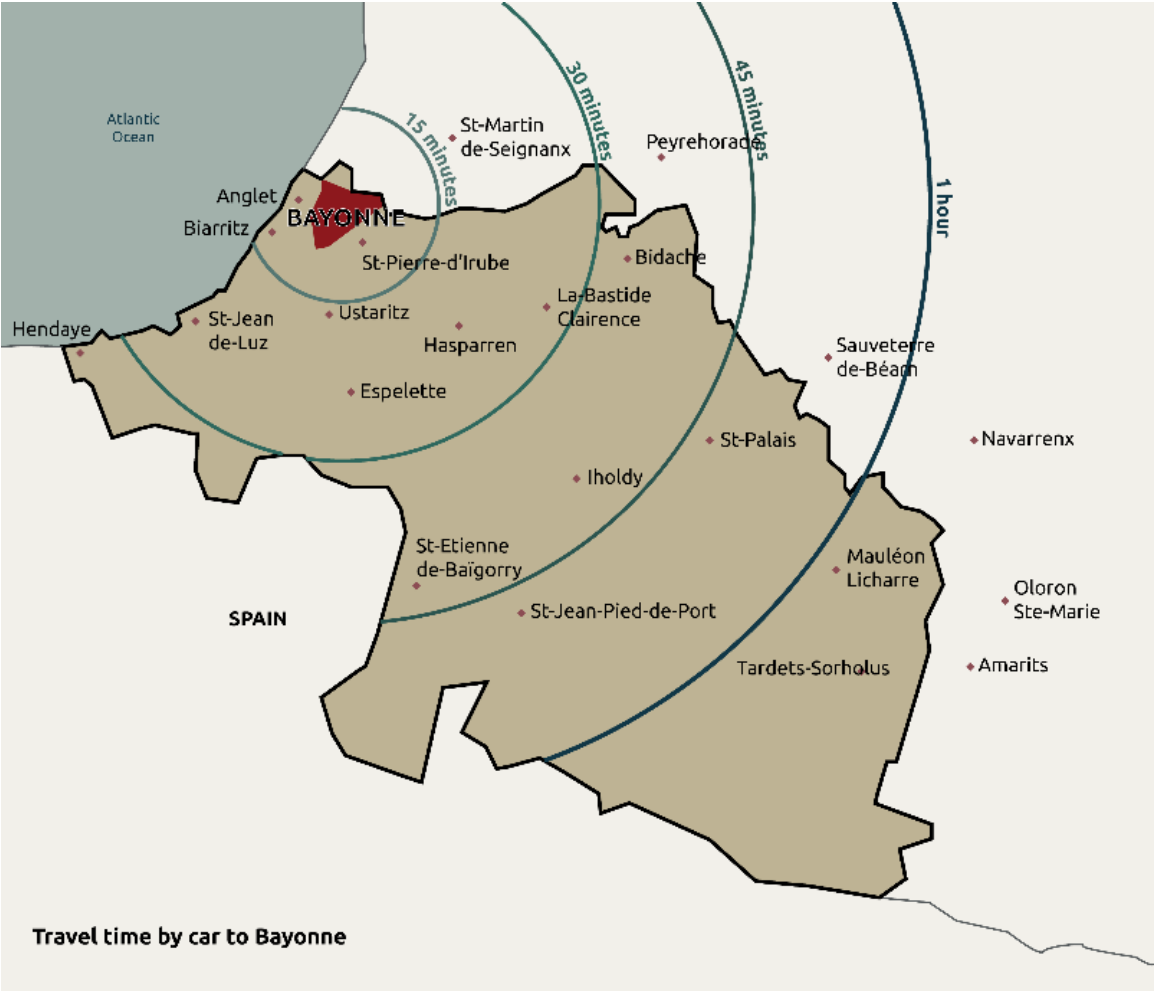 30 minutes
45 minutes
15 minutes
Atlantic
Ocean
St-Martin
de-Seignanx
Peyrehorade
1 hour
Anglet
BAYONNE
Biarritz
St-Pierre-d'Irube
Bidache
La-Bastide
Clairence
Hendaye
St-Jean
de-Luz
Ustaritz
Hasparren
Sauveterre
de-Béarn
Espelette
St-Palais
Navarrenx
Iholdy
St-Etienne
de-Baïgorry
Mauléon
Licharre
Oloron
Ste-Marie
SPAIN
St-Jean-Pied-de-Port
Tardets-Sorholus
Amarits
Travel time by car to Bayonne